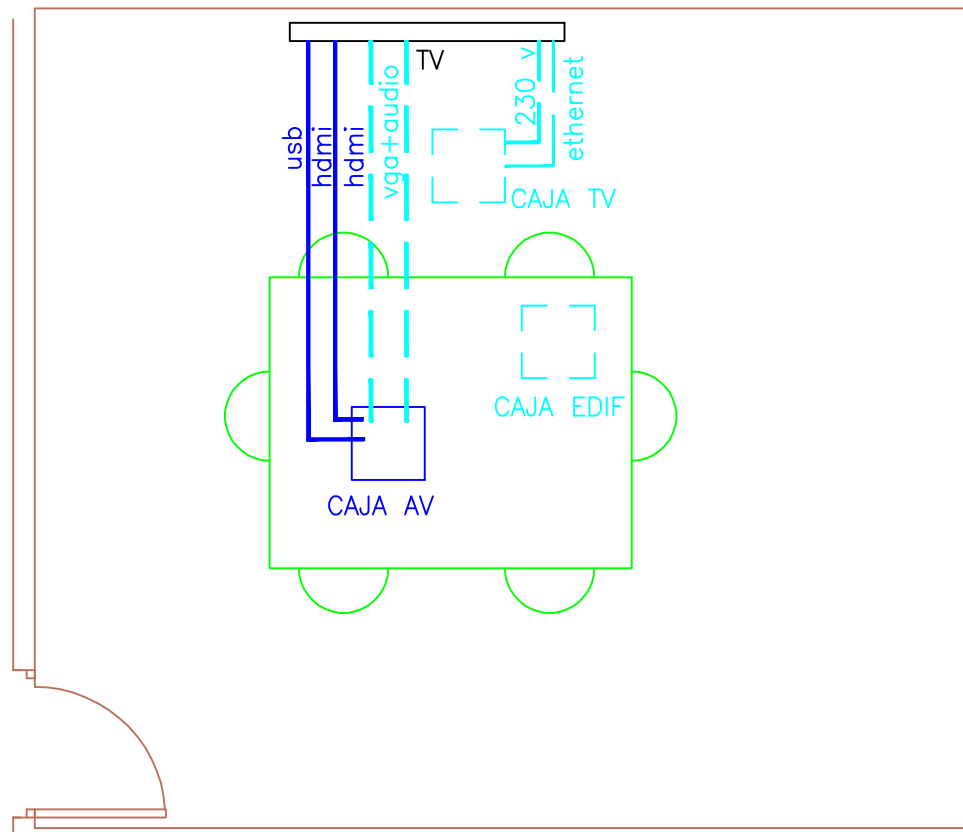 TV
usb
hdmi
hdmi
vga+audio
230 v
ethernet
CAJA TV
CAJA EDIF
CAJA AV